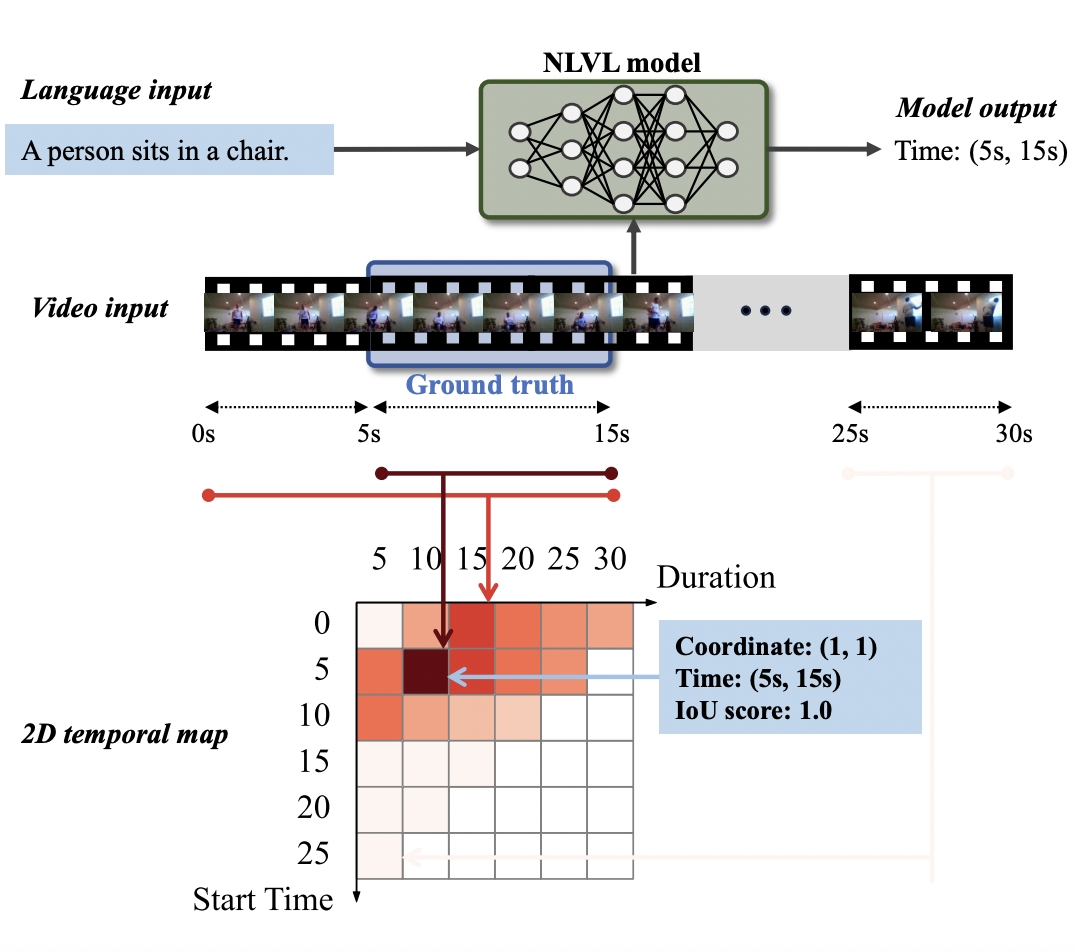 NLVL model
Language input
A person sits in a chair.
Model output
Time: (5s, 15s)
Video input
Ground truth
0s 5s 15s 25s 30s
5 10 15 20 25 30
Duration
0
5
10
15
20
25
Coordinate: (1, 1)
Time: (5s, 15s)
IoU score: 1.0
2D temporal map
Start Time